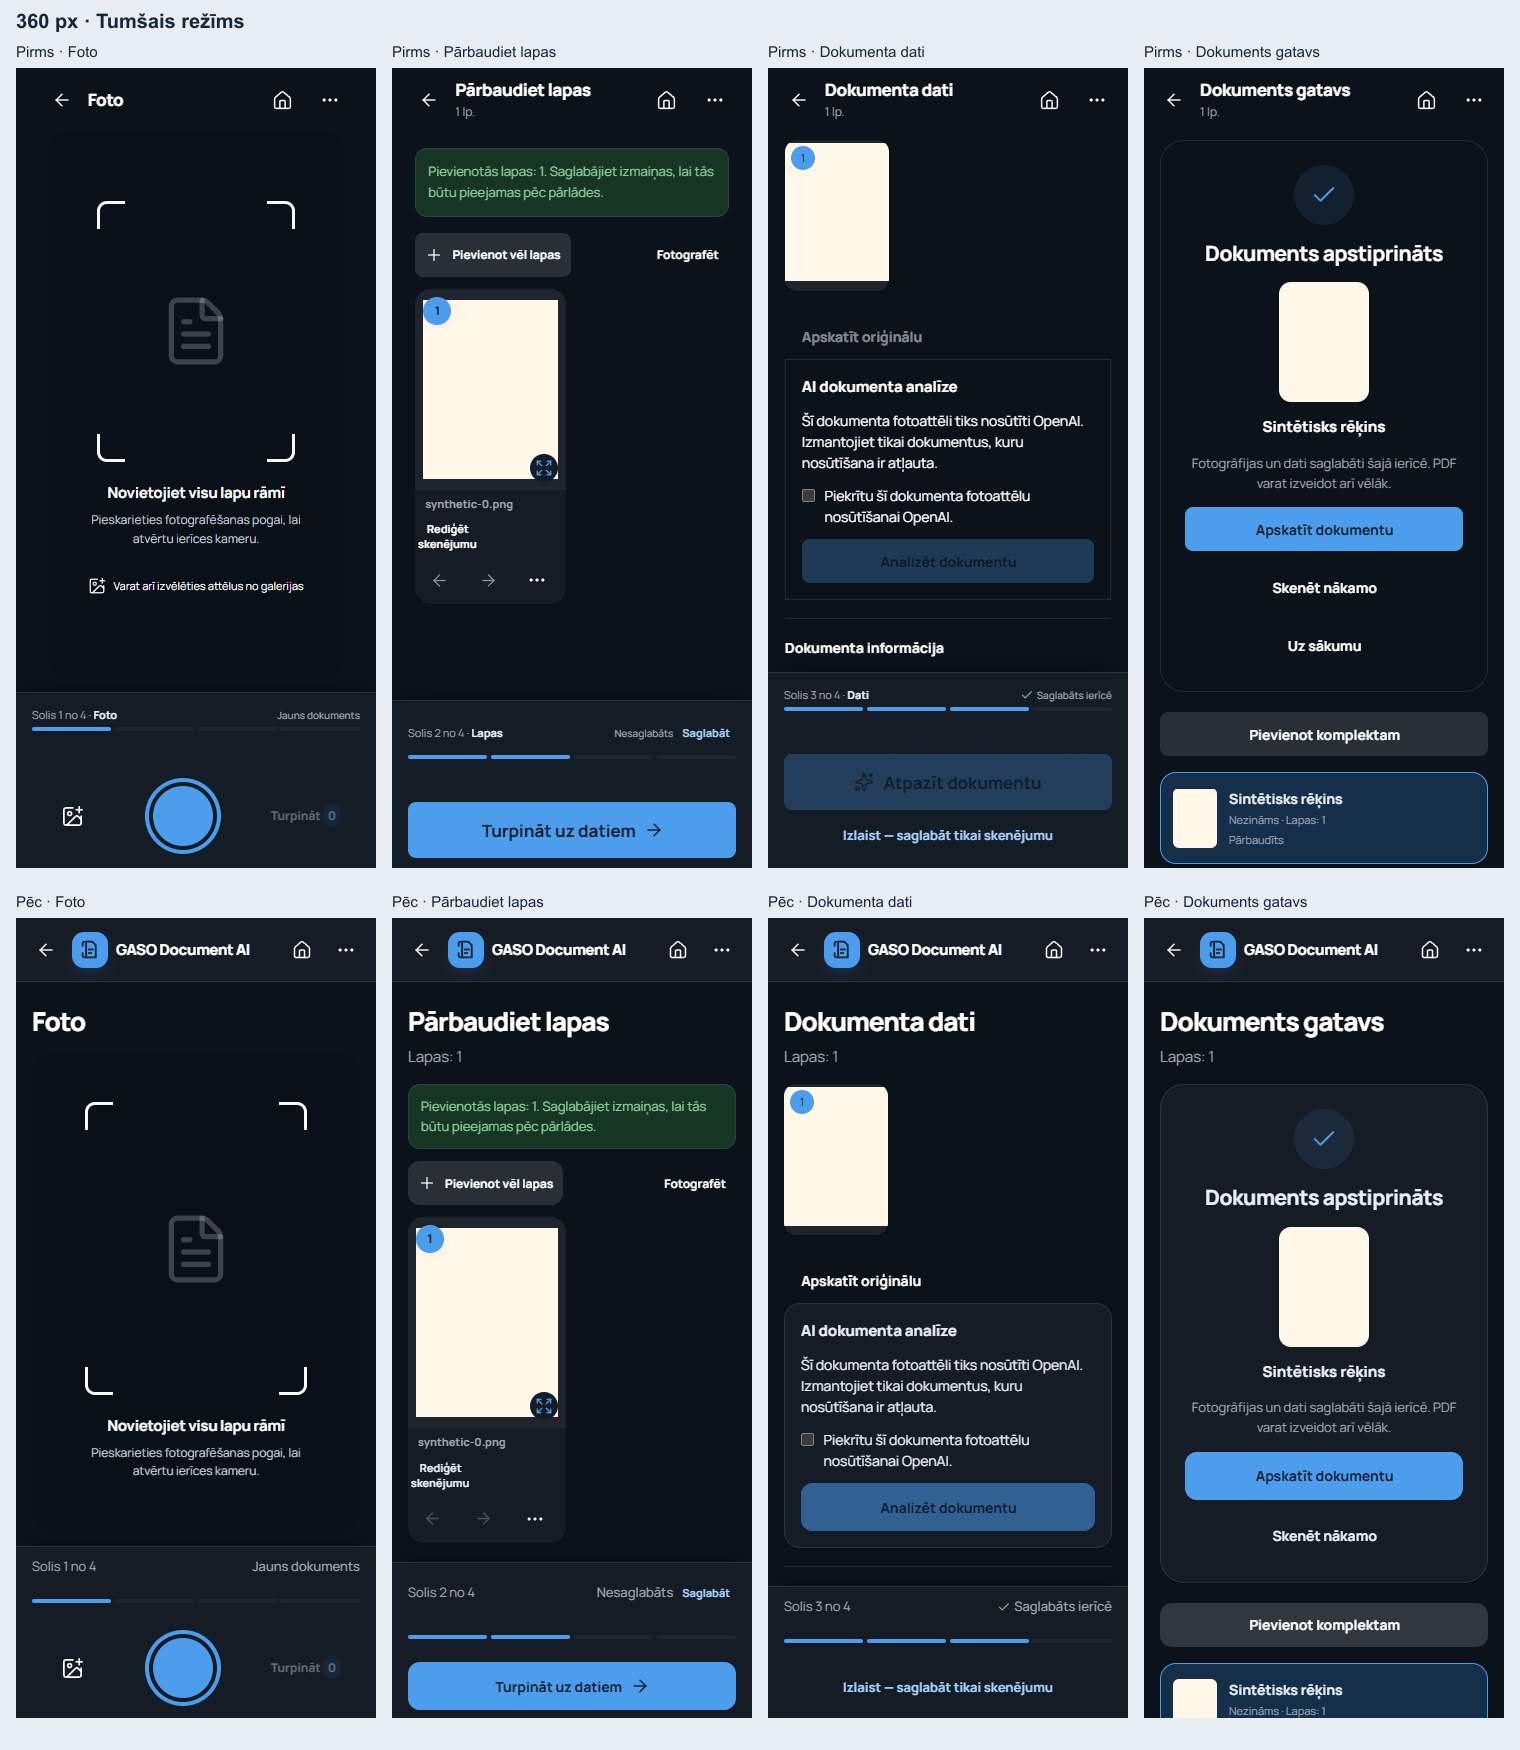 360 px · Tumšais režīms
Pirms · Foto
Foto
Novietojiet visu lapu rāmī
Pieskarieties fotografēšanas pogai, lai
atvērtu ierīces kameru.
Varat arī izvēlēties attēlus no galerijas
Solis 1 no 4 · Foto
Jauns dokuments
Turpināt 0
Pirms · Pārbaudiet lapas
Pārbaudiet lapas
1 lp.
Pievienotās lapas: 1. Saglabājiet izmaiņas, lai tās
būtu pieejamas pēc pārlādes.
Pievienot vēl lapas
Fotografēt
1
synthetic-0.png
Rediģēt
skenējumu
Solis 2 no 4 · Lapas
Nesaglabāts Saglabāt
Turpināt uz datiem
Pirms · Dokumenta dati
Dokumenta dati
1 lp.
1
Apskatīt oriģinālu
AI dokumenta analīze
Šī dokumenta fotoattēli tiks nosūtīti OpenAI.
Izmantojiet tikai dokumentus, kuru
nosūtīšana ir atļauta.
Piekrītu šī dokumenta fotoattēlu
nosūtīšanai OpenAI.
Analizēt dokumentu
Dokumenta informācija
Solis 3 no 4 · Dati
Saglabāts ierīcē
Atpazīt dokumentu
Izlaist — saglabāt tikai skenējumu
Pirms · Dokuments gatavs
Dokuments gatavs
1 lp.
Dokuments apstiprināts
Sintētisks rēķins
Fotogrāfijas un dati saglabāti šajā ierīcē. PDF
varat izveidot arī vēlāk.
Apskatīt dokumentu
Skenēt nākamo
Uz sākumu
Pievienot komplektam
Sintētisks rēķins
Nezināms · Lapas: 1
Pārbaudīts
Pēc · Foto
GASO Document AI
Foto
Novietojiet visu lapu rāmī
Pieskarieties fotografēšanas pogai, lai
atvērtu ierīces kameru.
Solis 1 no 4
Jauns dokuments
Turpināt 0
Pēc · Pārbaudiet lapas
GASO Document AI
Pārbaudiet lapas
Lapas: 1
Pievienotās lapas: 1. Saglabājiet izmaiņas, lai tās
būtu pieejamas pēc pārlādes.
Pievienot vēl lapas
Fotografēt
1
synthetic-0.png
Rediģēt
skenējumu
Solis 2 no 4
Nesaglabāts Saglabāt
Turpināt uz datiem
Pēc · Dokumenta dati
GASO Document AI
Dokumenta dati
Lapas: 1
1
Apskatīt oriģinālu
AI dokumenta analīze
Šī dokumenta fotoattēli tiks nosūtīti OpenAI.
Izmantojiet tikai dokumentus, kuru
nosūtīšana ir atļauta.
Piekrītu šī dokumenta fotoattēlu
nosūtīšanai OpenAI.
Analizēt dokumentu
Solis 3 no 4
Saglabāts ierīcē
Izlaist — saglabāt tikai skenējumu
Pēc · Dokuments gatavs
GASO Document AI
Dokuments gatavs
Lapas: 1
Dokuments apstiprināts
Sintētisks rēķins
Fotogrāfijas un dati saglabāti šajā ierīcē. PDF
varat izveidot arī vēlāk.
Apskatīt dokumentu
Skenēt nākamo
Pievienot komplektam
Sintētisks rēķins
Nezināms · Lapas: 1